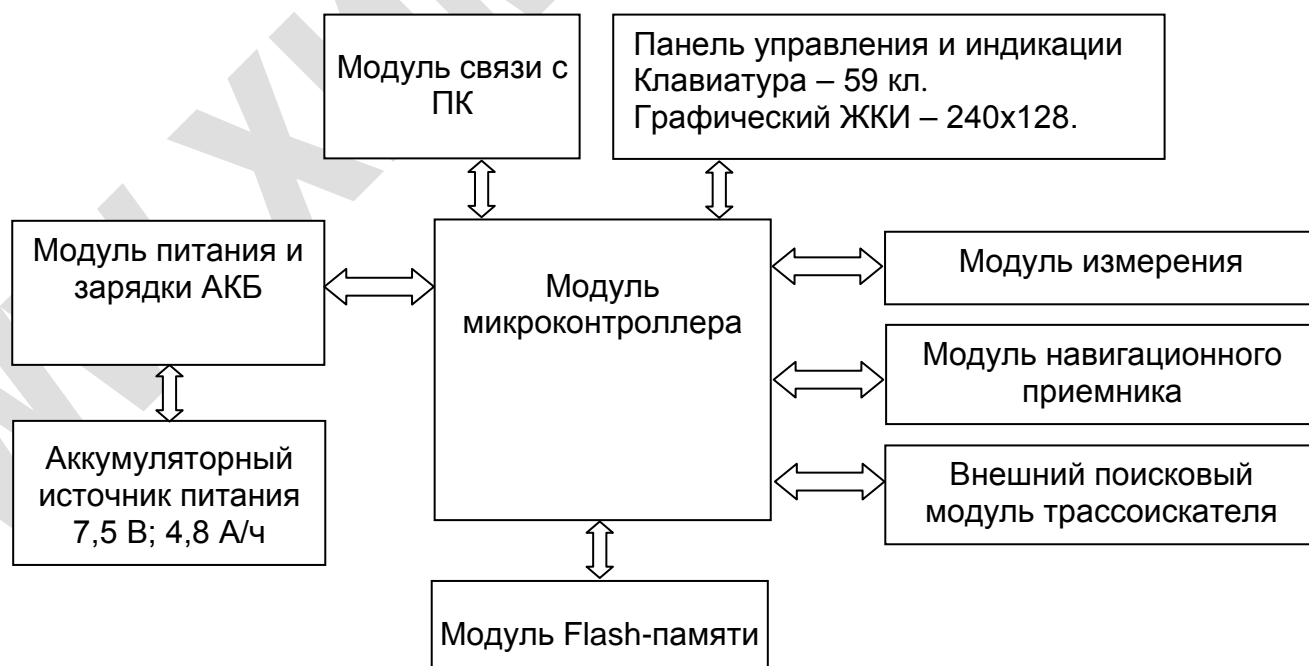 Модуль связи с
ПК
Панель управления и индикации
Клавиатура – 59 кл.
Графический ЖКИ – 240x128.
Модуль питания и
зарядки АКБ
Модуль
микроконтроллера
Модуль измерения
Модуль навигационного
приемника
Аккумуляторный
источник питания
7,5 В; 4,8 А/ч
Внешний поисковый
модуль трассоискателя
Модуль Flash-памяти